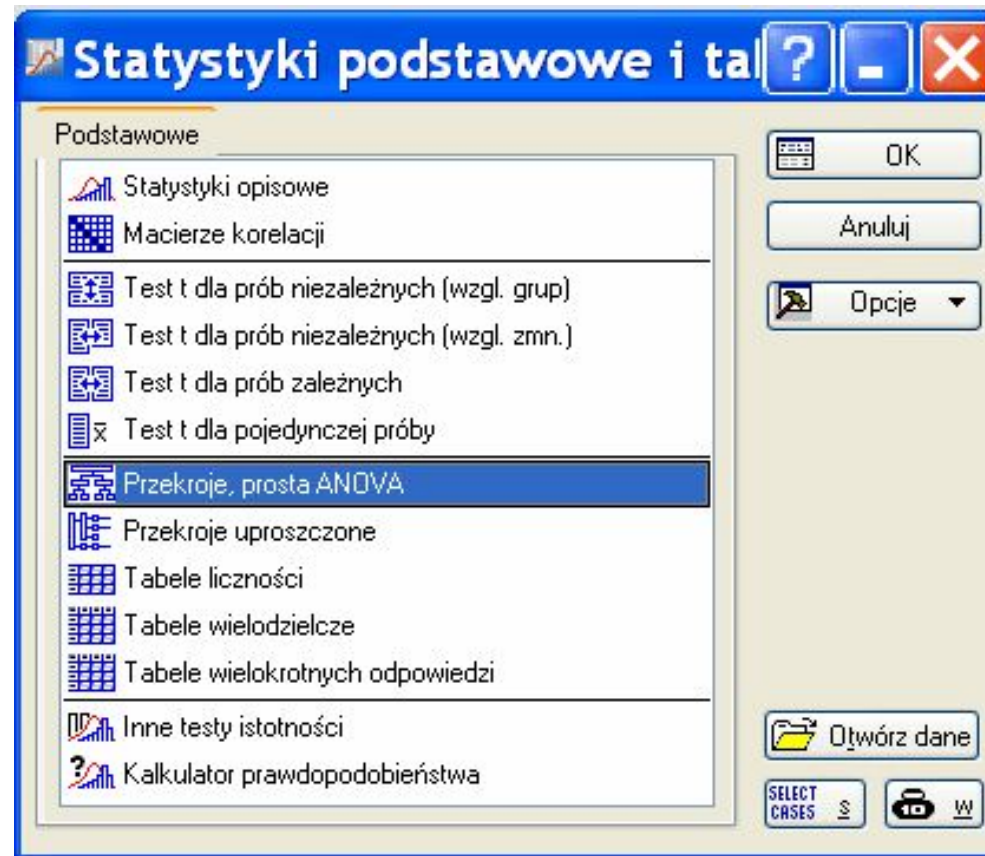 Statystyki podstawowe i tal
Podstawowe
Statystyki opisowe
Macierze korelacji
Test t dla prób niezależnych (wzgl. grup)
Test t dla prób niezależnych (wzgl. zmn.)
Test t dla prób zależnych
x Test t dla pojedynczej próby
Przekroje, prosta ANOVA
Przekroje uproszczone
Tabele liczności
Tabele wielodzielcze
Tabele wielokrotnych odpowiedzi
Inne testy istotności
? Kalkulator prawdopodobieństwa
OK
Anuluj
Opcje
Otwórz dane
SELECT
CASES S
10 W